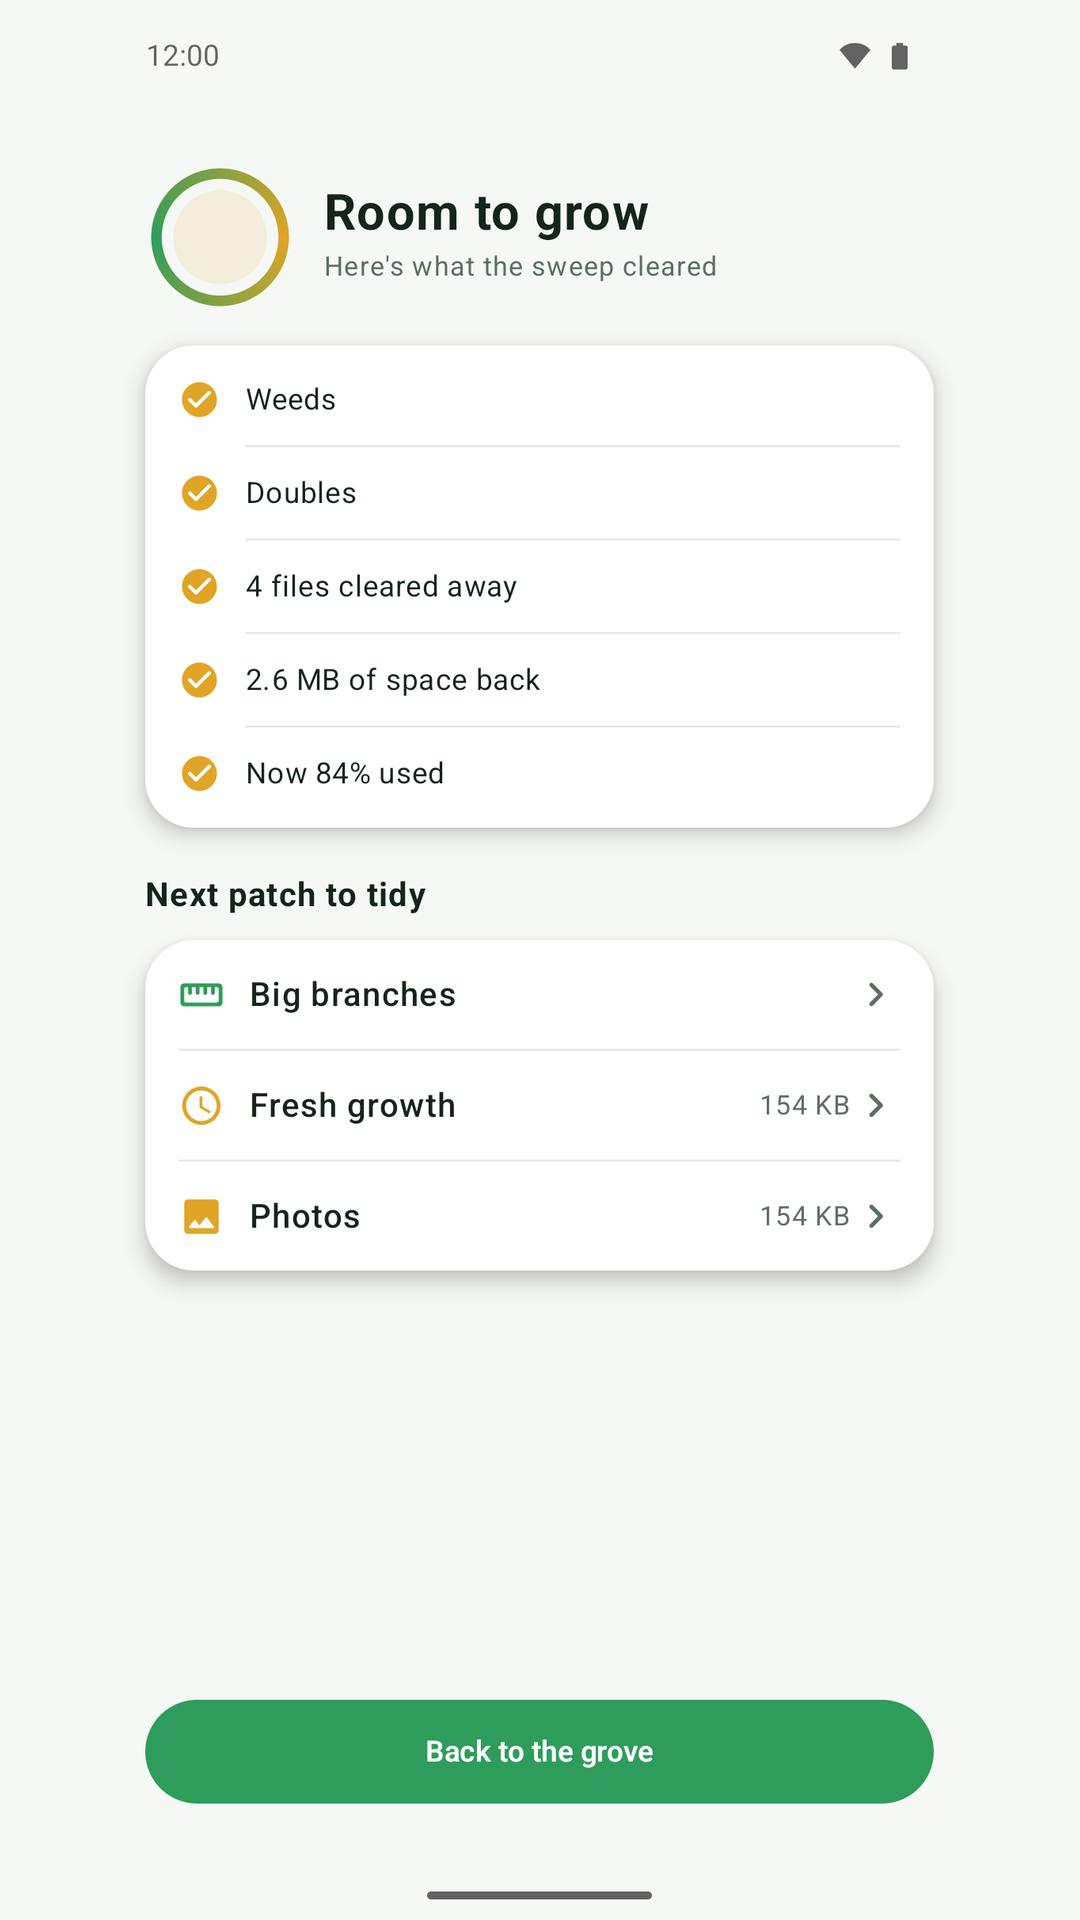 12:00
Room to grow
Here's what the sweep cleared
Weeds
Doubles
4 files cleared away
2.6 MB of space back
Now 84% used
Next patch to tidy
Big branches
Fresh growth 154 KB
Photos 154 KB
Back to the grove